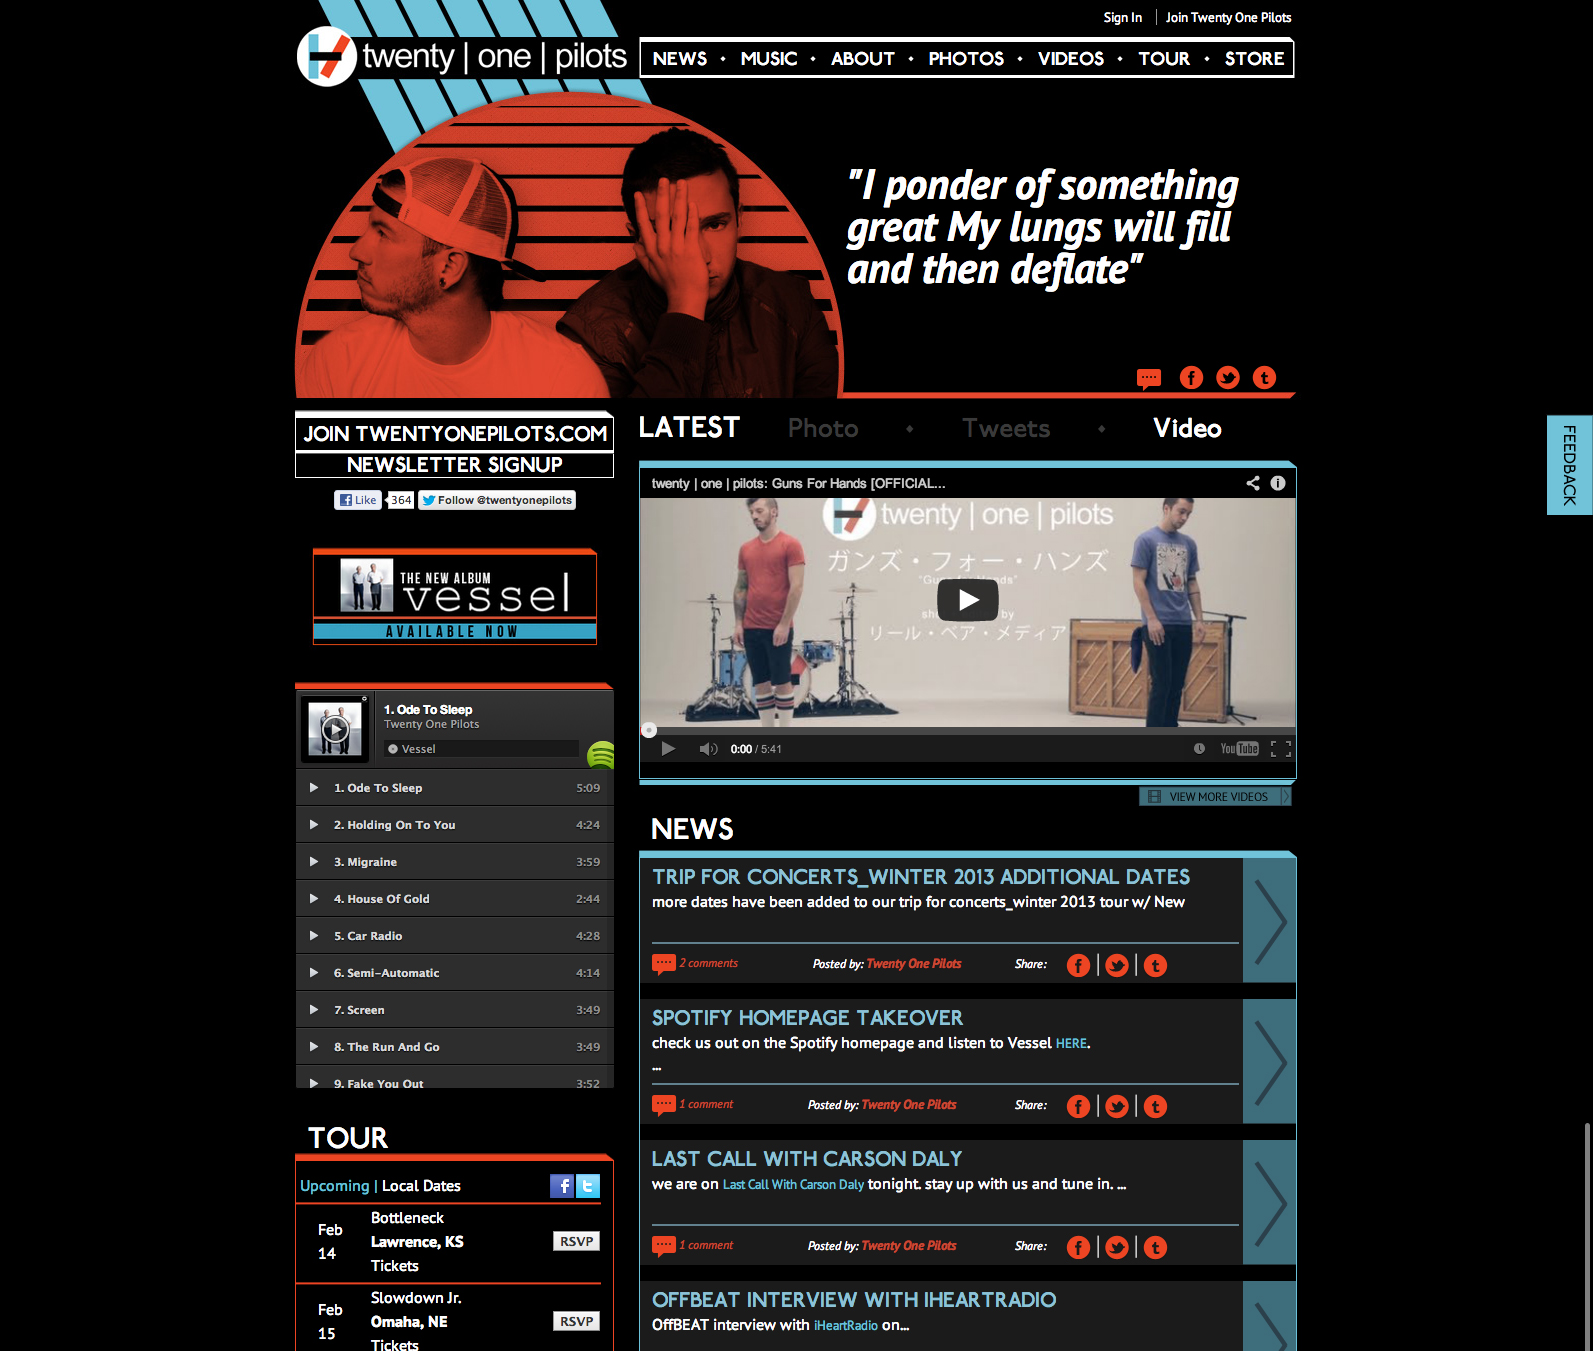 Sign In
Join Twenty One Pilots
twenty | one | pilots
NEWS • MUSIC • ABOUT • PHOTOS • VIDEOS • TOUR • STORE
"I ponder of something
great My lungs will fill
and then deflate"
FEEDBACK
JOIN TWENTYONEPILOTS.COM
NEWSLETTER SIGNUP
Like 364 Follow @twentyonepilots
THE NEW ALBUM
vessel
AVAILABLE NOW
1. Ode To Sleep
Twenty One Pilots
Vessel
1. Ode To Sleep 5:09
2. Holding On To You 4:24
3. Migraine 3:59
4. House Of Gold 2:44
5. Car Radio 4:28
6. Semi-Automatic 4:14
7. Screen 3:49
8. The Run And Go 3:49
9. Fake You Out 3:52
TOUR
Upcoming | Local Dates
Feb 14
Bottleneck
Lawrence, KS
Tickets
RSVP
Feb 15
Slowdown Jr.
Omaha, NE
Tickets
RSVP
LATEST Photo • Tweets • Video
twenty | one | pilots: Guns For Hands [OFFICIAL...
twenty | one | pilots
ガンズ・フォー・ハンズ
"Guns for Hands"
by
リール・ベア・メディア
0:00 / 5:41
YouTube
VIEW MORE VIDEOS
NEWS
TRIP FOR CONCERTS_WINTER 2013 ADDITIONAL DATES
more dates have been added to our trip for concerts_winter 2013 tour w/ New
2 comments Posted by: Twenty One Pilots Share:
SPOTIFY HOMEPAGE TAKEOVER
check us out on the Spotify homepage and listen to Vessel HERE.
...
1 comment Posted by: Twenty One Pilots Share:
LAST CALL WITH CARSON DALY
we are on Last Call With Carson Daly tonight. stay up with us and tune in. ...
1 comment Posted by: Twenty One Pilots Share:
OFFBEAT INTERVIEW WITH IHEARTRADIO
OffBEAT interview with iHeartRadio on...